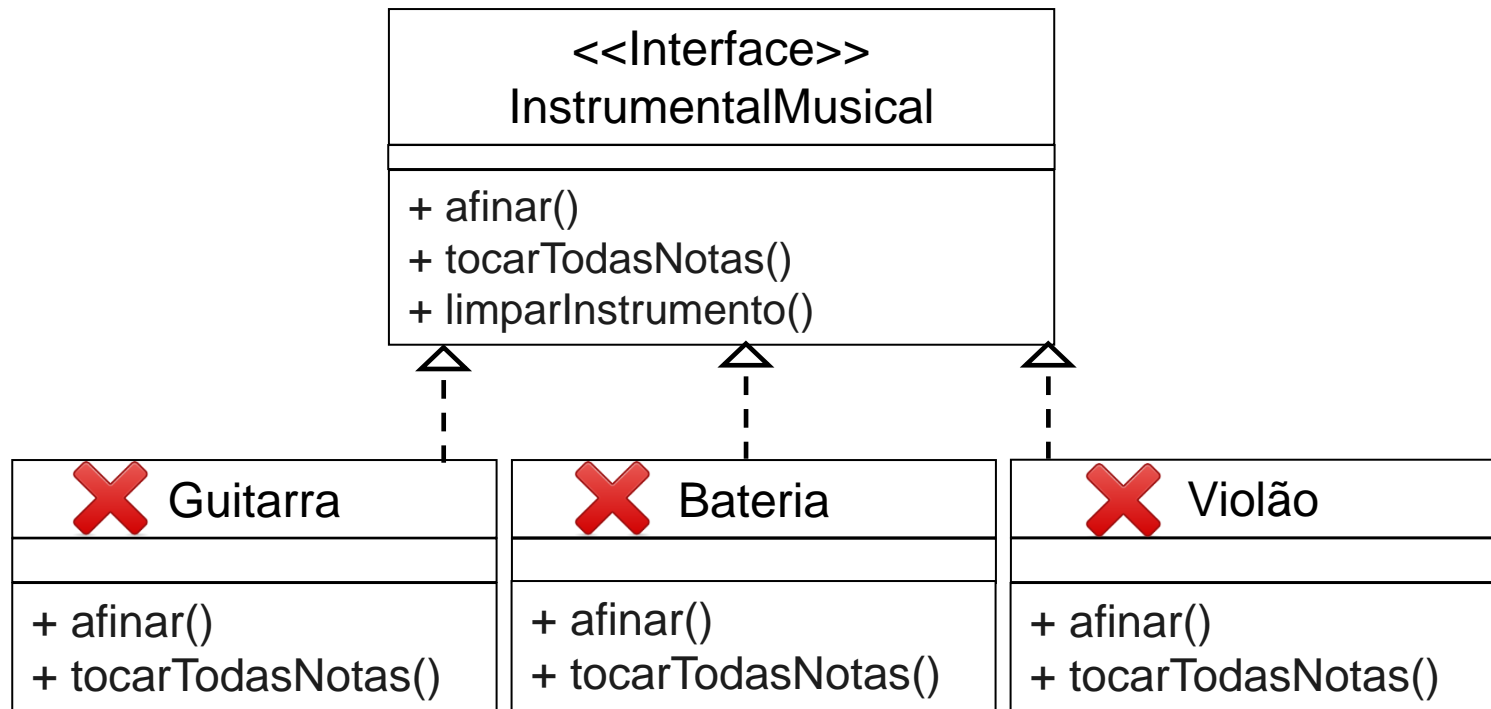 <<Interface>>
InstrumentalMusical
+ afinar()
+ tocarTodasNotas()
+ limparInstrumento()
Guitarra
+ afinar()
+ tocarTodasNotas()
Bateria
+ afinar()
+ tocarTodasNotas()
Violão
+ afinar()
+ tocarTodasNotas()